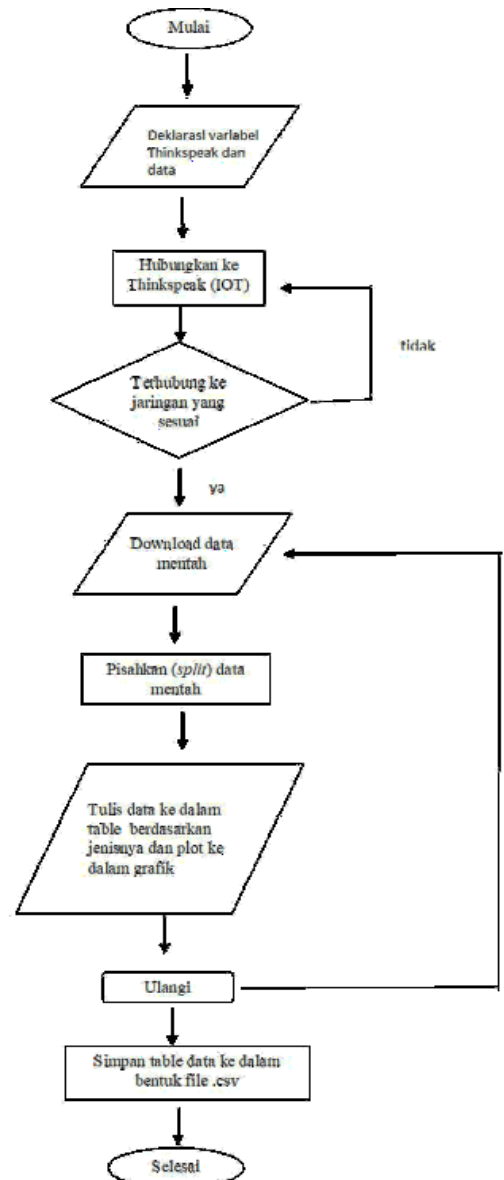 Mulai
Deklarasi variabel
Thinkspeak dan
data
Hubungkan ke
Thinkspeak (IOT)
tidak
Terhubung ke
jaringan yang
sesuai
ya
Download data
mentah
Pisahkan (split) data
mentah
Tulis data ke dalam
table berdasarkan
jenisnya dan plot ke
dalam grafik
Ulangi
Simpan table data ke dalam
bentuk file .csv
Selesai